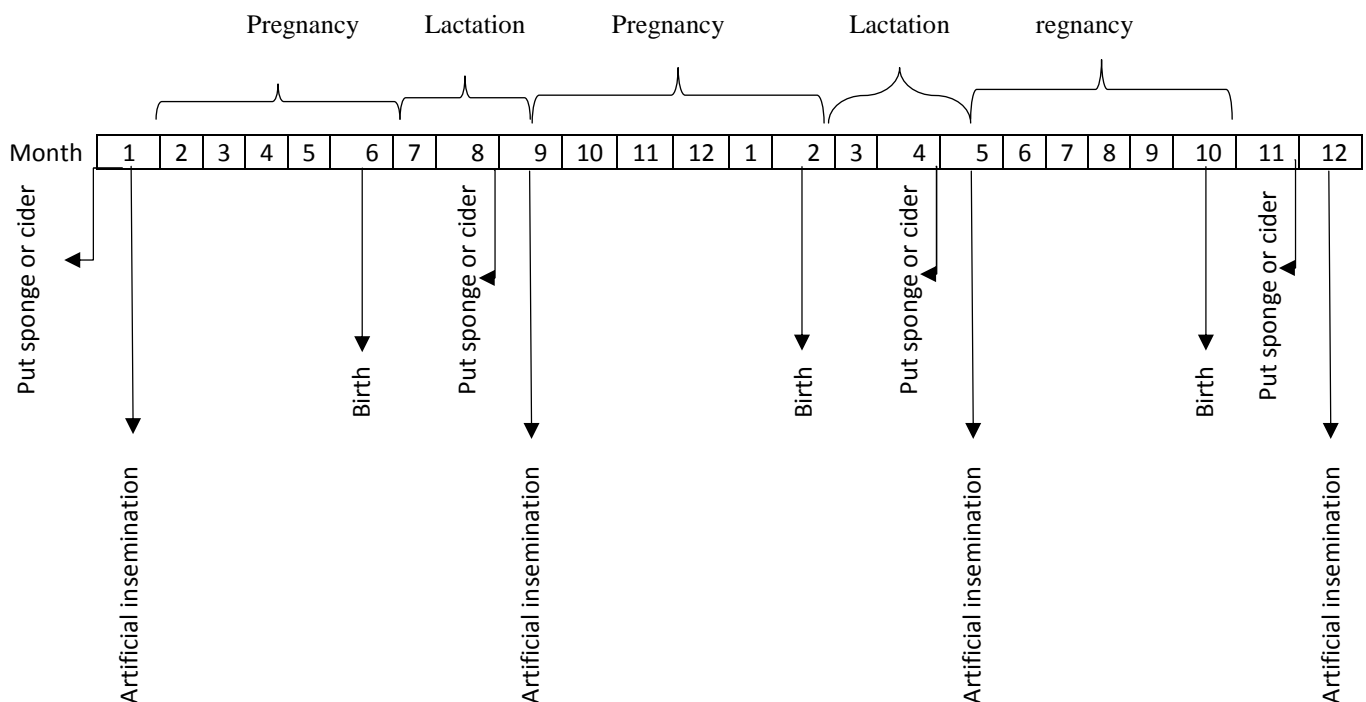 Pregnancy Lactation Pregnancy Lactation regnancy
Month 1 2 3 4 5 6 7 8 9 10 11 12 1 2 3 4 5 6 7 8 9 10 11 12
Put sponge or cider
Artificial insemination
Birth
Put sponge or cider
Artificial insemination
Birth
Put sponge or cider
Artificial insemination
Birth
Put sponge or cider
Artificial insemination